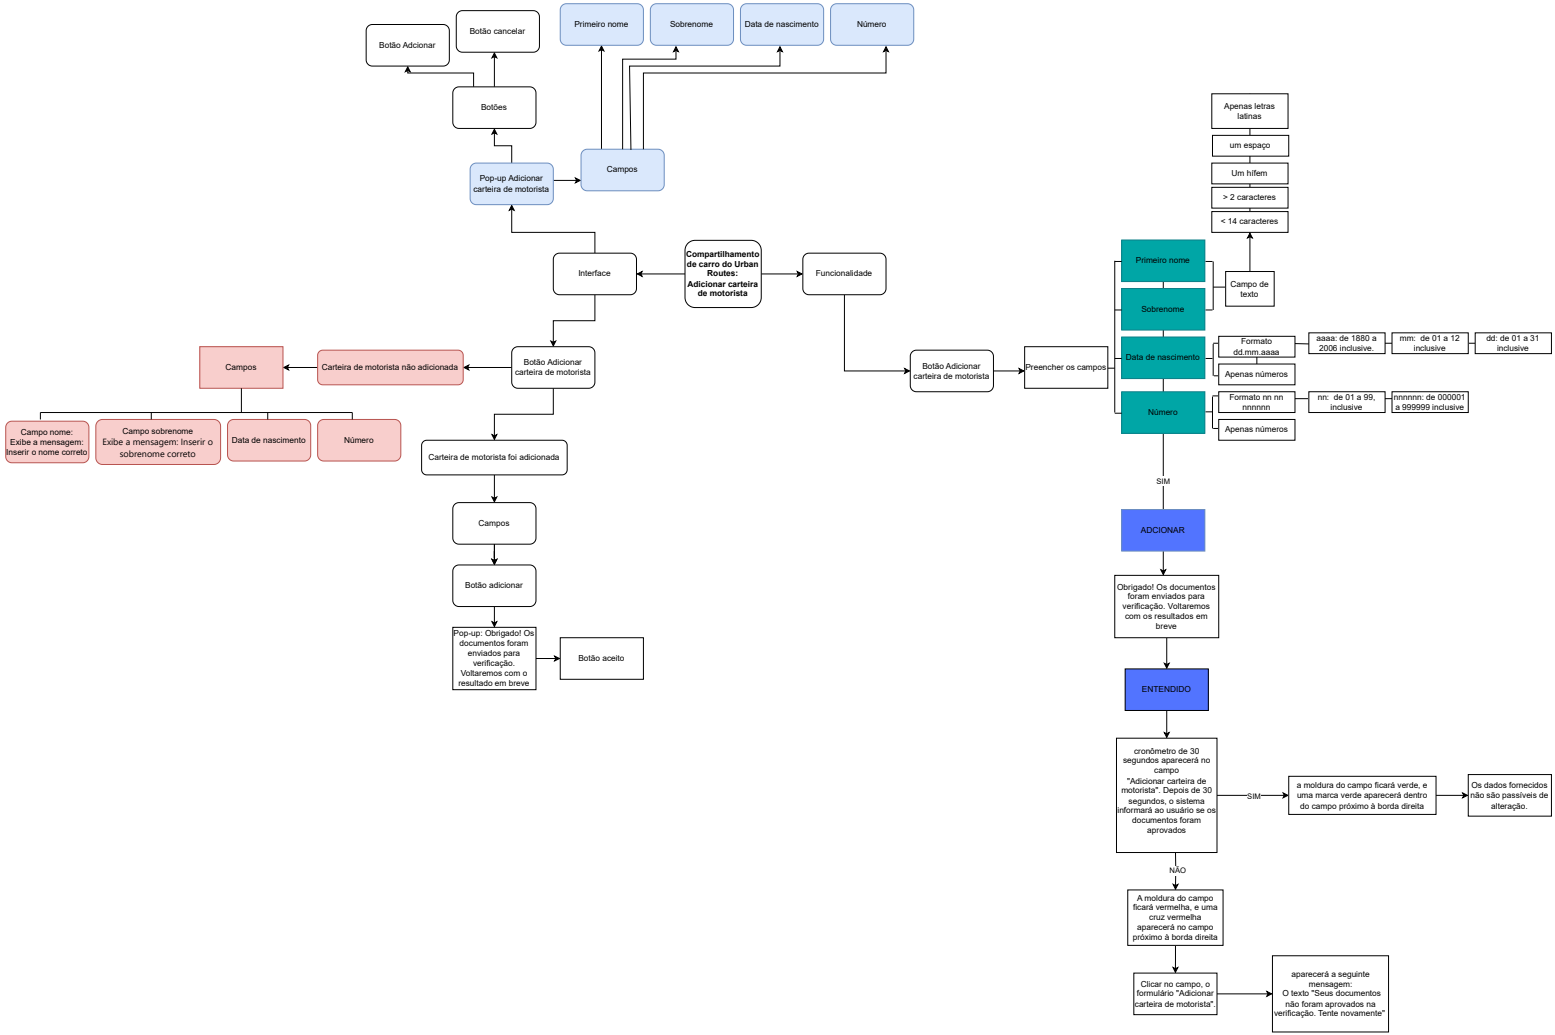 Primeiro nome
Sobrenome
Data de nascimento
Número
Botão cancelar
Botão Adcionar
Botões
Campos
Pop-up Adicionar
carteira de motorista
Apenas letras
latinas
um espaço
Um hífem
> 2 caracteres
< 14 caracteres
Compartilhamento
de carro do Urban
Routes:
Adicionar carteira
de motorista
Interface
Funcionalidade
Primeiro nome
Campo de
texto
Sobrenome
Data de nascimento
Formato
dd.mm.aaaa
aaaa: de 1880 a
2006 inclusive.
mm:  de 01 a 12
inclusive
dd: de 01 a 31
inclusive
Apenas números
Número
Formato nn nn
nnnnnn
nn:  de 01 a 99,
inclusive
nnnnnn: de 000001
a 999999 inclusive
Apenas números
Botão Adicionar
carteira de motorista
Preencher os campos
Botão Adicionar
carteira de motorista
Carteira de motorista não adicionada
Campos
Campo nome:
Exibe a mensagem:
Inserir o nome correto
Campo sobrenome
Exibe a mensagem: Inserir o
sobrenome correto
Data de nascimento
Número
Carteira de motorista foi adicionada
Campos
Botão adicionar
Pop-up: Obrigado! Os
documentos foram
enviados para
verificação.
Voltaremos com o
resultado em breve
Botão aceito
SIM
ADCIONAR
Obrigado! Os documentos
foram enviados para
verificação. Voltaremos
com os resultados em
breve
ENTENDIDO
cronômetro de 30
segundos aparecerá no
campo
"Adicionar carteira de
motorista". Depois de 30
segundos, o sistema
informará ao usuário se os
documentos foram
aprovados
SIM
a moldura do campo ficará verde, e
uma marca verde aparecerá dentro
do campo próximo à borda direita
Os dados fornecidos
não são passíveis de
alteração.
NÃO
A moldura do campo
ficará vermelha, e uma
cruz vermelha
aparecerá no campo
próximo à borda direita
Clicar no campo, o
formulário "Adicionar
carteira de motorista".
aparecerá a seguinte
mensagem:
O texto "Seus documentos
não foram aprovados na
verificação. Tente novamente"